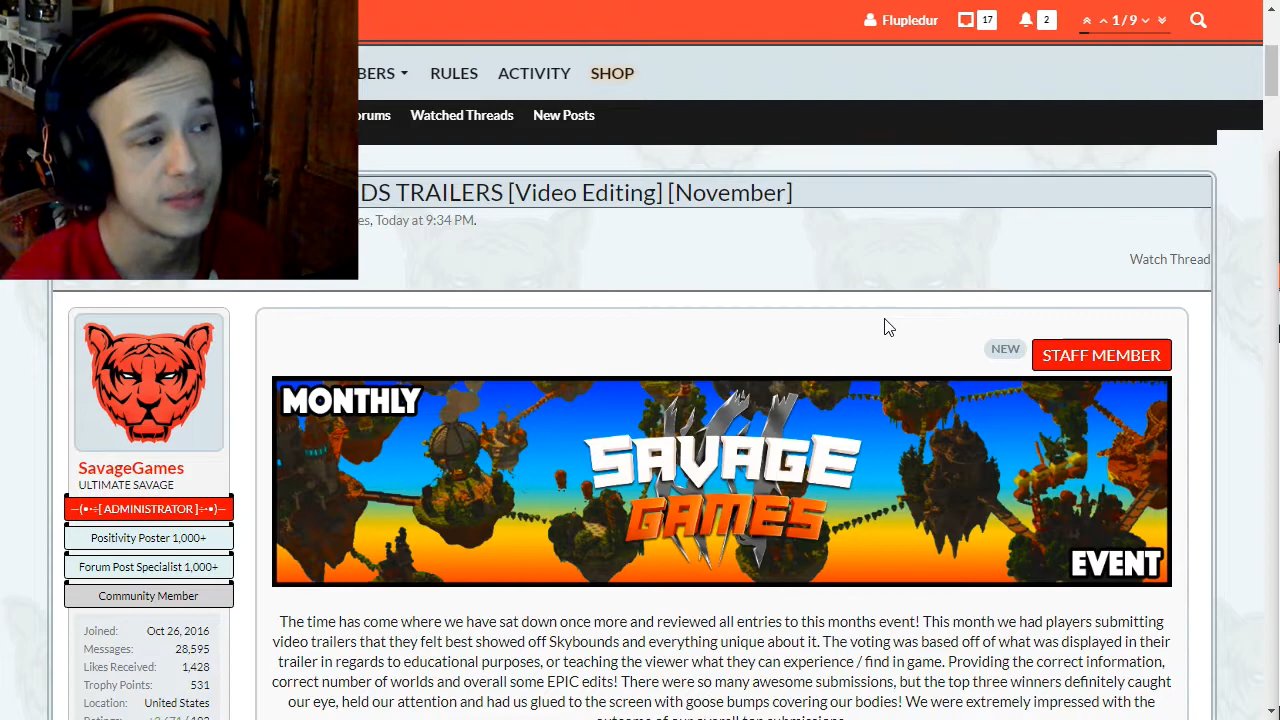 Flupledur 17 2 1 / 9
BERS RULES ACTIVITY SHOP
orums Watched Threads New Posts
DS TRAILERS [Video Editing] [November]
es, Today at 9:34 PM.
Watch Thread
NEW STAFF MEMBER
MONTHLY
SAVAGE
GAMES
EVENT
SavageGames
ULTIMATE SAVAGE
—(•·÷[ ADMINISTRATOR ]÷·•)—
Positivity Poster 1,000+
Forum Post Specialist 1,000+
Community Member
Joined: Oct 26, 2016
Messages: 28,595
Likes Received: 1,428
Trophy Points: 531
Location: United States
The time has come where we have sat down once more and reviewed all entries to this months event! This month we had players submitting
video trailers that they felt best showed off Skybounds and everything unique about it. The voting was based off of what was displayed in their
trailer in regards to educational purposes, or teaching the viewer what they can experience / find in game. Providing the correct information,
correct number of worlds and overall some EPIC edits! There were so many awesome submissions, but the top three winners definitely caught
our eye, held our attention and had us glued to the screen with goose bumps covering our bodies! We were extremely impressed with the